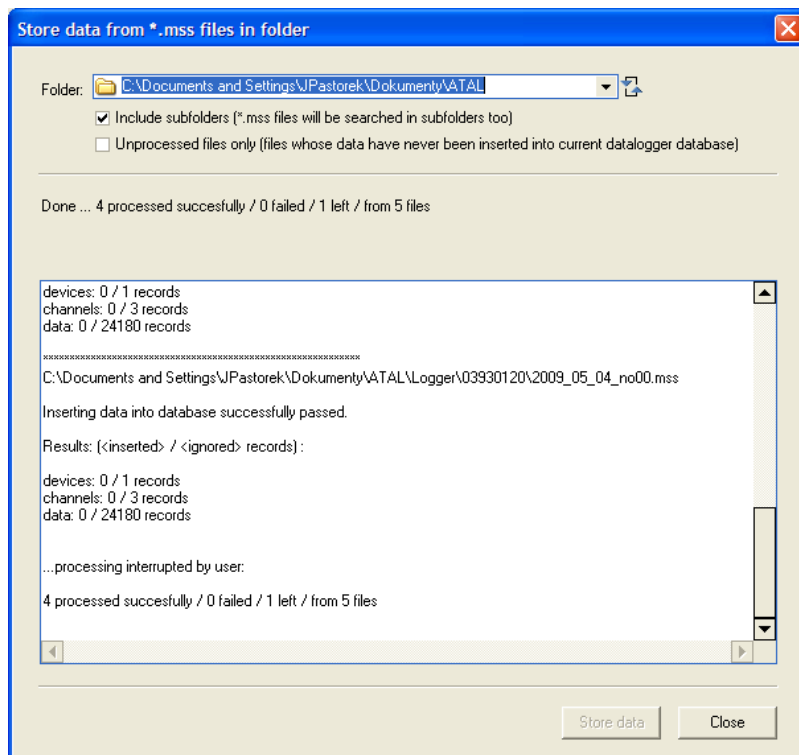 Store data from *.mss files in folder
Folder: C:\Documents and Settings\JPastorek\Dokumenty\ATAL
Include subfolders (*.mss files will be searched in subfolders too)
Unprocessed files only (files whose data have never been inserted into current datalogger database)
Done ... 4 processed succesfully / 0 failed / 1 left / from 5 files
devices: 0 / 1 records
channels: 0 / 3 records
data: 0 / 24180 records
************************************************************
C:\Documents and Settings\JPastorek\Dokumenty\ATAL\Logger\03930120\2009_05_04_no00.mss
Inserting data into database successfully passed.
Results: (<inserted> / <ignored> records) :
devices: 0 / 1 records
channels: 0 / 3 records
data: 0 / 24180 records
...processing interrupted by user:
4 processed succesfully / 0 failed / 1 left / from 5 files
Store data Close